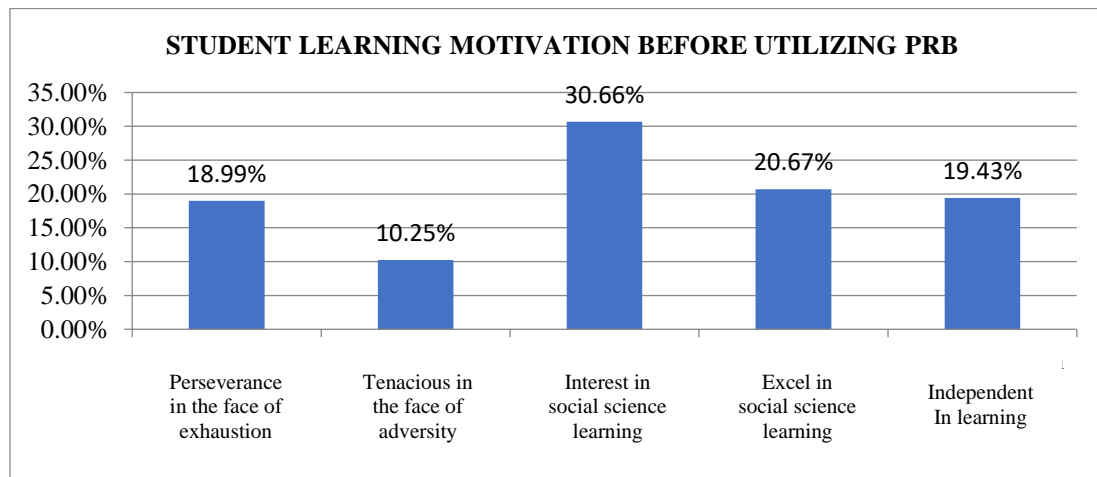 STUDENT LEARNING MOTIVATION BEFORE UTILIZING PRB
35.00%
30.00%
25.00%
20.00%
15.00%
10.00%
5.00%
0.00%
18.99%
10.25%
30.66%
20.67%
19.43%
Perseverance
in the face of
exhaustion
Tenacious in
the face of
adversity
Interest in
social science
learning
Excel in
social science
learning
Independent
In learning